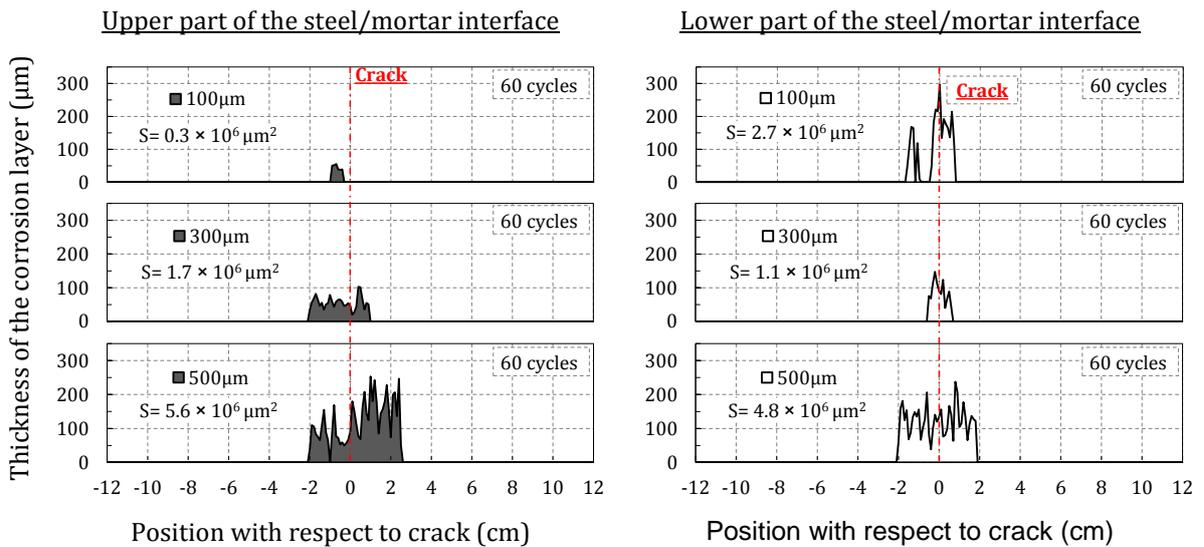 Upper part of the steel/mortar interface
Lower part of the steel/mortar interface
Thickness of the corrosion layer (μm)
300
200
100
0
Crack
60 cycles
100μm
S= 0.3 × 10⁶ μm²
300
200
100
0
60 cycles
300μm
S= 1.7 × 10⁶ μm²
300
200
100
0
60 cycles
500μm
S= 5.6 × 10⁶ μm²
-12 -10 -8 -6 -4 -2 0 2 4 6 8 10 12
Position with respect to crack (cm)
300
200
100
0
Crack
60 cycles
100μm
S= 2.7 × 10⁶ μm²
300
200
100
0
60 cycles
300μm
S= 1.1 × 10⁶ μm²
300
200
100
0
60 cycles
500μm
S= 4.8 × 10⁶ μm²
-12 -10 -8 -6 -4 -2 0 2 4 6 8 10 12
Position with respect to crack (cm)